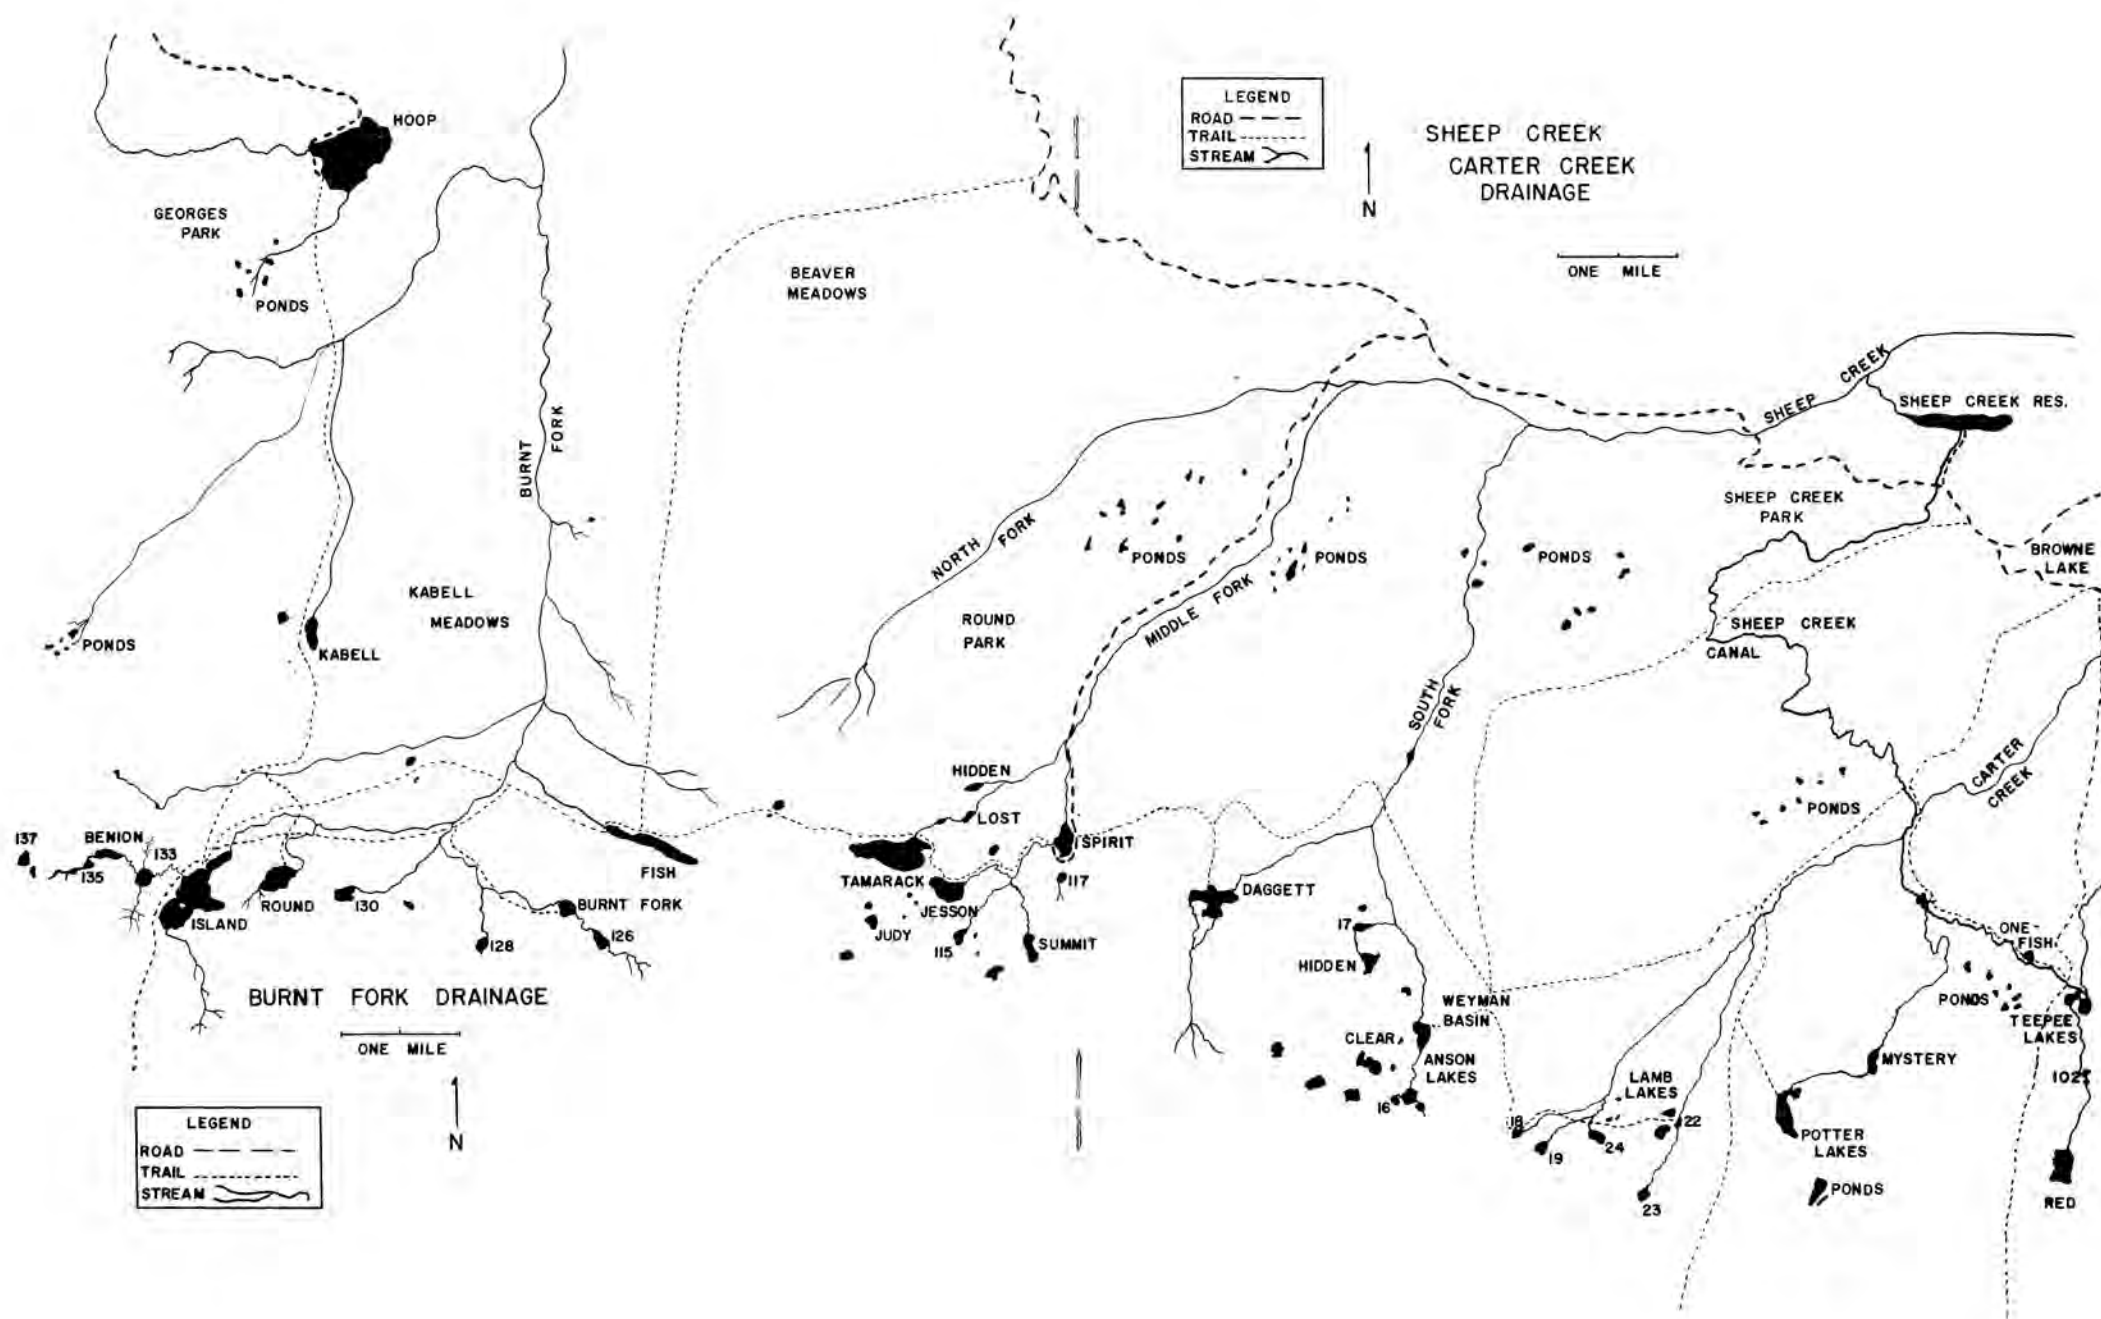 HOOP
GEORGES
PARK
PONDS
BURNT
FORK
KABELL
MEADOWS
PONDS
KABELL
137
BENION
133
135
ISLAND
ROUND
130
128
BURNT FORK
126
FISH
BURNT FORK DRAINAGE
ONE MILE
N
LEGEND
ROAD
TRAIL
STREAM
BEAVER
MEADOWS
LEGEND
ROAD
TRAIL
STREAM
N
SHEEP CREEK
CARTER CREEK
DRAINAGE
ONE MILE
NORTH FORK
ROUND
PARK
PONDS
MIDDLE FORK
PONDS
SOUTH
FORK
PONDS
SHEEP CREEK
SHEEP CREEK RES.
SHEEP CREEK
PARK
BROWNE
LAKE
SHEEP CREEK
CANAL
CARTER
CREEK
PONDS
HIDDEN
LOST
SPIRIT
TAMARACK
JESSON
117
JUDY
115
SUMMIT
DAGGETT
17
HIDDEN
WEYMAN
BASIN
CLEAR
ANSON
LAKES
16
18
19
24
LAMB
LAKES
22
23
ONE-
FISH
PONDS
TEEPEE
LAKES
MYSTERY
102
POTTER
LAKES
PONDS
RED